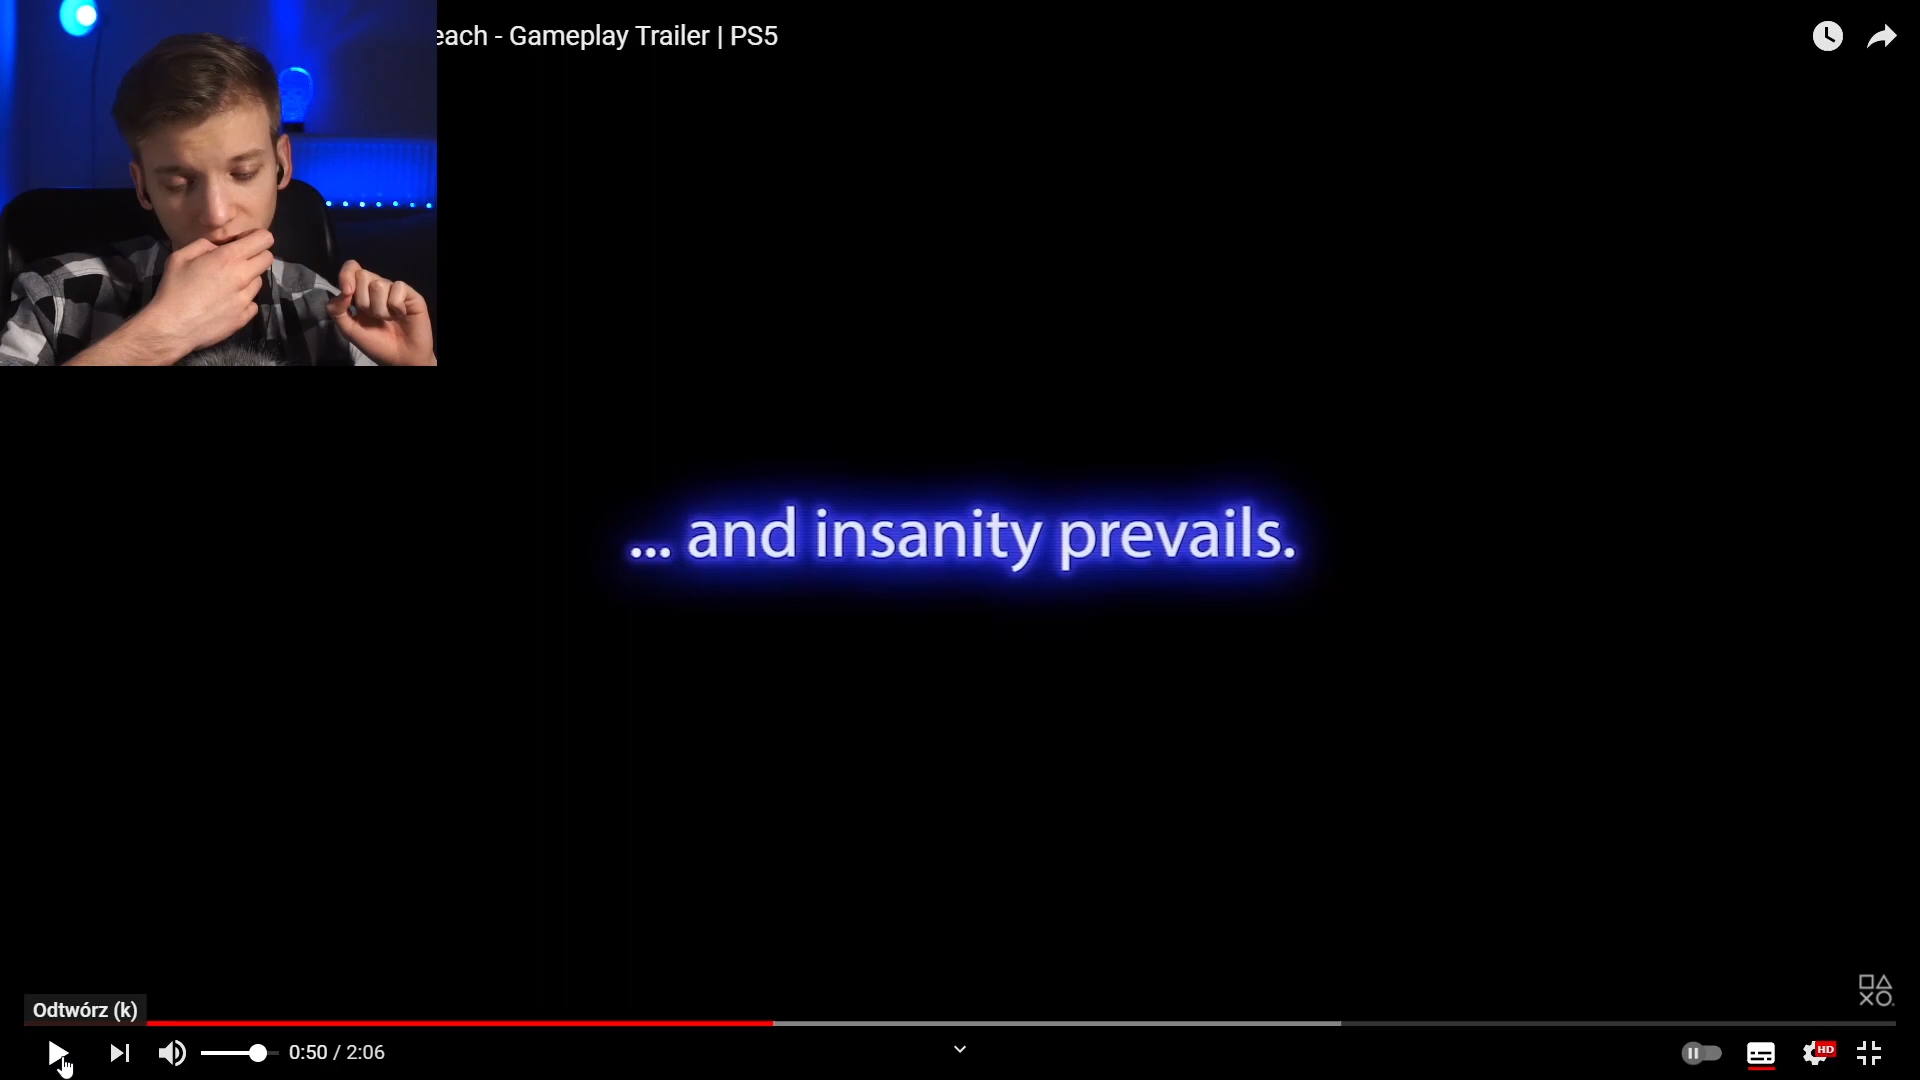 each - Gameplay Trailer | PS5
... and insanity prevails.
Odtwórz (k)
0:50 / 2:06
HD